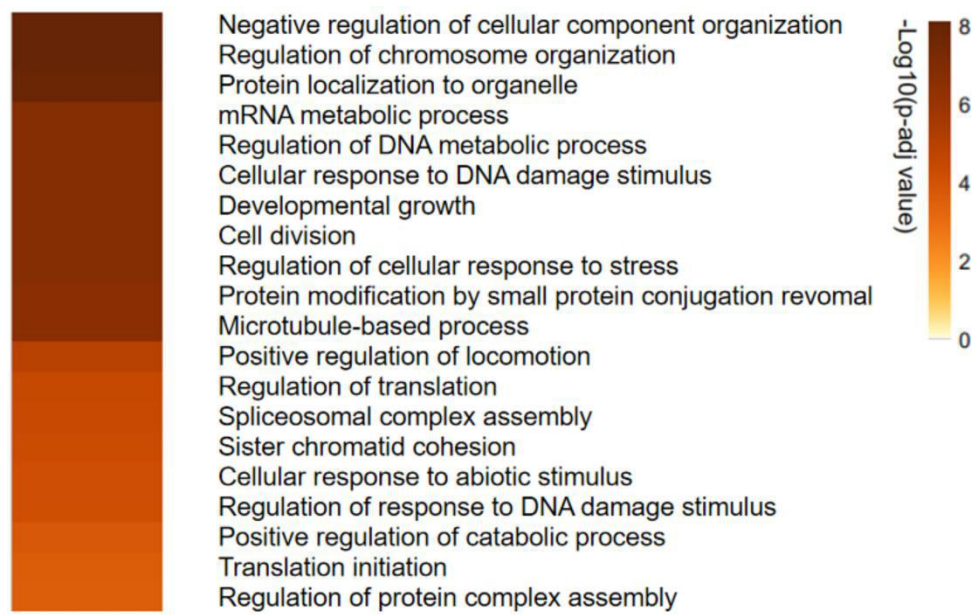 Negative regulation of cellular component organization
Regulation of chromosome organization
Protein localization to organelle
mRNA metabolic process
Regulation of DNA metabolic process
Cellular response to DNA damage stimulus
Developmental growth
Cell division
Regulation of cellular response to stress
Protein modification by small protein conjugation revomal
Microtubule-based process
Positive regulation of locomotion
Regulation of translation
Spliceosomal complex assembly
Sister chromatid cohesion
Cellular response to abiotic stimulus
Regulation of response to DNA damage stimulus
Positive regulation of catabolic process
Translation initiation
Regulation of protein complex assembly
-Log10(p-adj value)
8
6
4
2
0